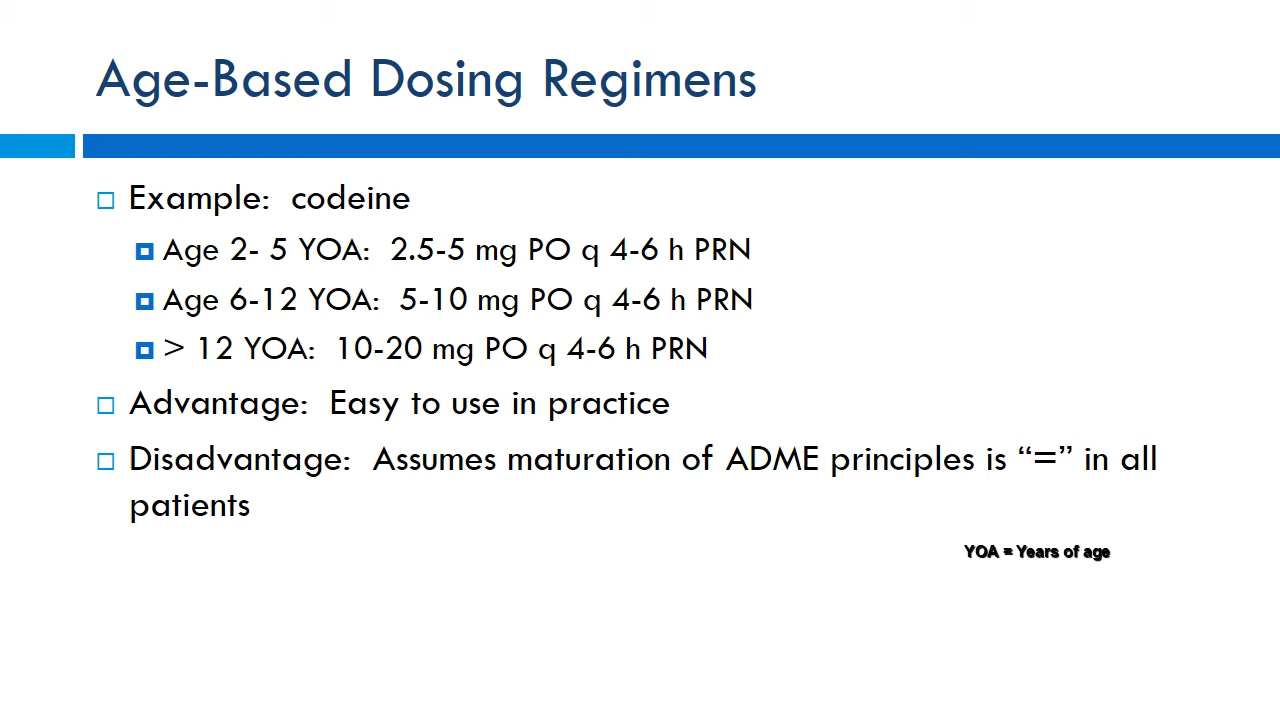 Age-Based Dosing Regimens
Example: codeine
Age 2- 5 YOA: 2.5-5 mg PO q 4-6 h PRN
Age 6-12 YOA: 5-10 mg PO q 4-6 h PRN
> 12 YOA: 10-20 mg PO q 4-6 h PRN
Advantage: Easy to use in practice
Disadvantage: Assumes maturation of ADME principles is “=” in all
patients
YOA = Years of age